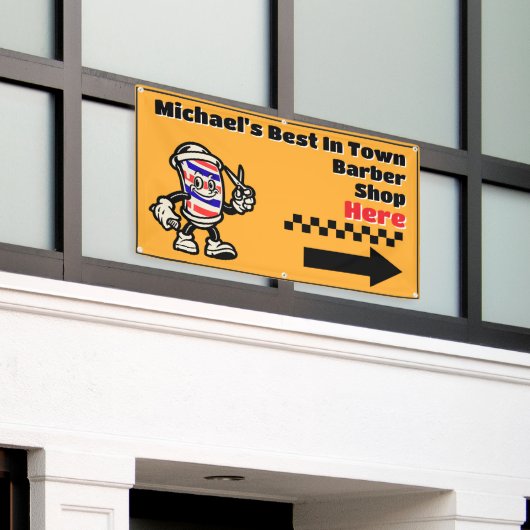 Michael's Best In Town
Barber
Shop
Here